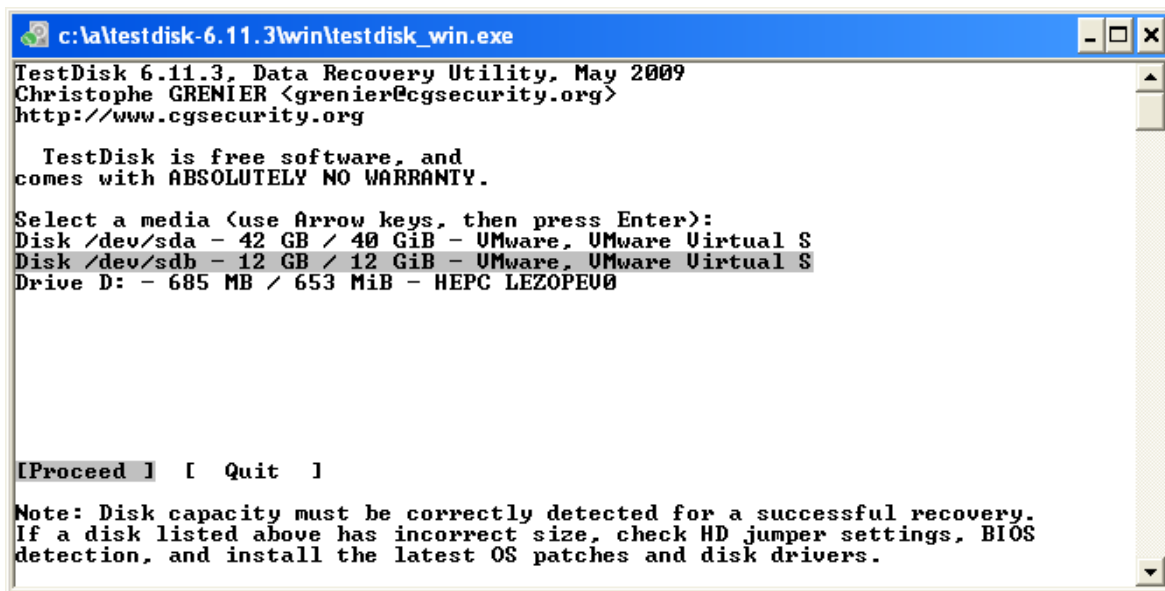 c:\a\testdisk-6.11.3\win\testdisk_win.exe
TestDisk 6.11.3, Data Recovery Utility, May 2009
Christophe GRENIER <grenier@cgsecurity.org>
http://www.cgsecurity.org
TestDisk is free software, and
comes with ABSOLUTELY NO WARRANTY.
Select a media (use Arrow keys, then press Enter):
Disk /dev/sda - 42 GB / 40 GiB - VMware, VMware Virtual S
Disk /dev/sdb - 12 GB / 12 GiB - VMware, VMware Virtual S
Drive D: - 685 MB / 653 MiB - HEPC LEZOPEV0
[Proceed ]  [  Quit  ]
Note: Disk capacity must be correctly detected for a successful recovery.
If a disk listed above has incorrect size, check HD jumper settings, BIOS
detection, and install the latest OS patches and disk drivers.